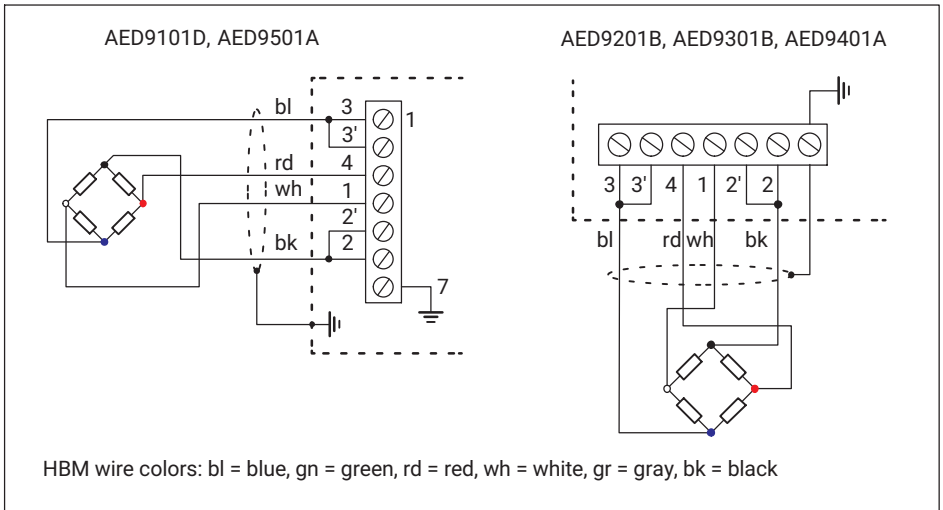 AED9101D, AED9501A
bl 3 1
3'
rd 4
wh 1
2'
bk 2
7
AED9201B, AED9301B, AED9401A
3 3' 4 1 2' 2
bl rd wh bk
HBM wire colors: bl = blue, gn = green, rd = red, wh = white, gr = gray, bk = black